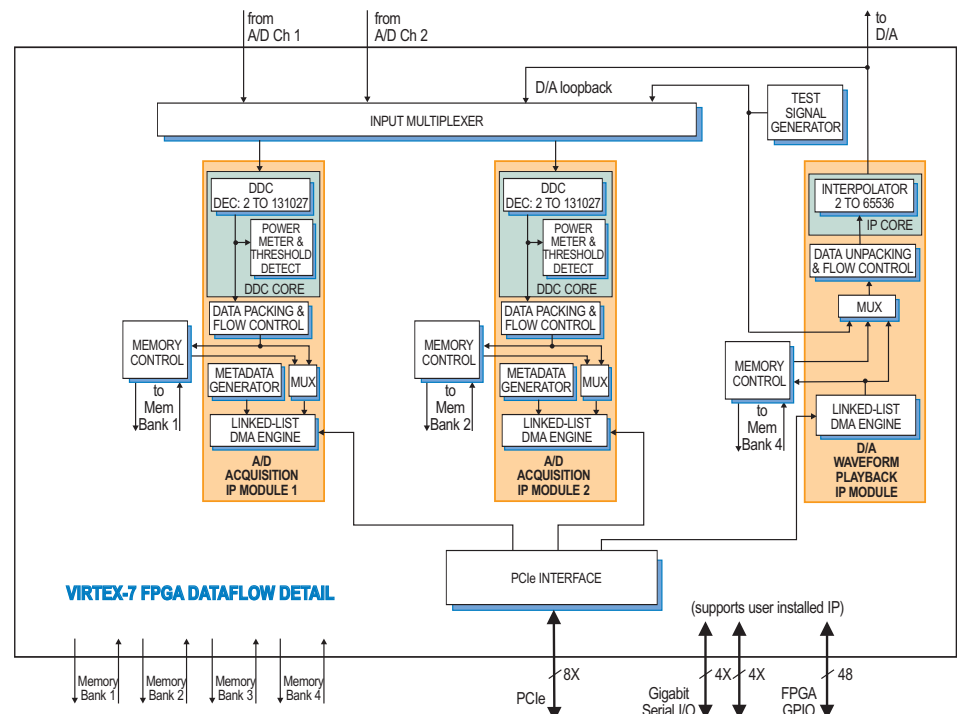 from
A/D Ch 1
from
A/D Ch 2
to
D/A
D/A loopback
TEST
SIGNAL
GENERATOR
INPUT MULTIPLEXER
DDC
DEC: 2 TO 131027
POWER
METER &
THRESHOLD
DETECT
DDC CORE
DATA PACKING &
FLOW CONTROL
MEMORY
CONTROL
METADATA
GENERATOR
MUX
to
Mem
Bank 1
LINKED-LIST
DMA ENGINE
A/D
ACQUISITION
IP MODULE 1
DDC
DEC: 2 TO 131027
POWER
METER &
THRESHOLD
DETECT
DDC CORE
DATA PACKING &
FLOW CONTROL
MEMORY
CONTROL
METADATA
GENERATOR
MUX
to
Mem
Bank 2
LINKED-LIST
DMA ENGINE
A/D
ACQUISITION
IP MODULE 2
INTERPOLATOR
2 TO 65536
IP CORE
DATA UNPACKING
& FLOW CONTROL
MUX
MEMORY
CONTROL
to
Mem
Bank 4
LINKED-LIST
DMA ENGINE
D/A
WAVEFORM
PLAYBACK
IP MODULE
PCIe INTERFACE
VIRTEX-7 FPGA DATAFLOW DETAIL
(supports user installed IP)
Memory
Bank 1
Memory
Bank 2
Memory
Bank 3
Memory
Bank 4
8X
PCIe
4X
4X
Gigabit
Serial I/O
48
FPGA
GPIO